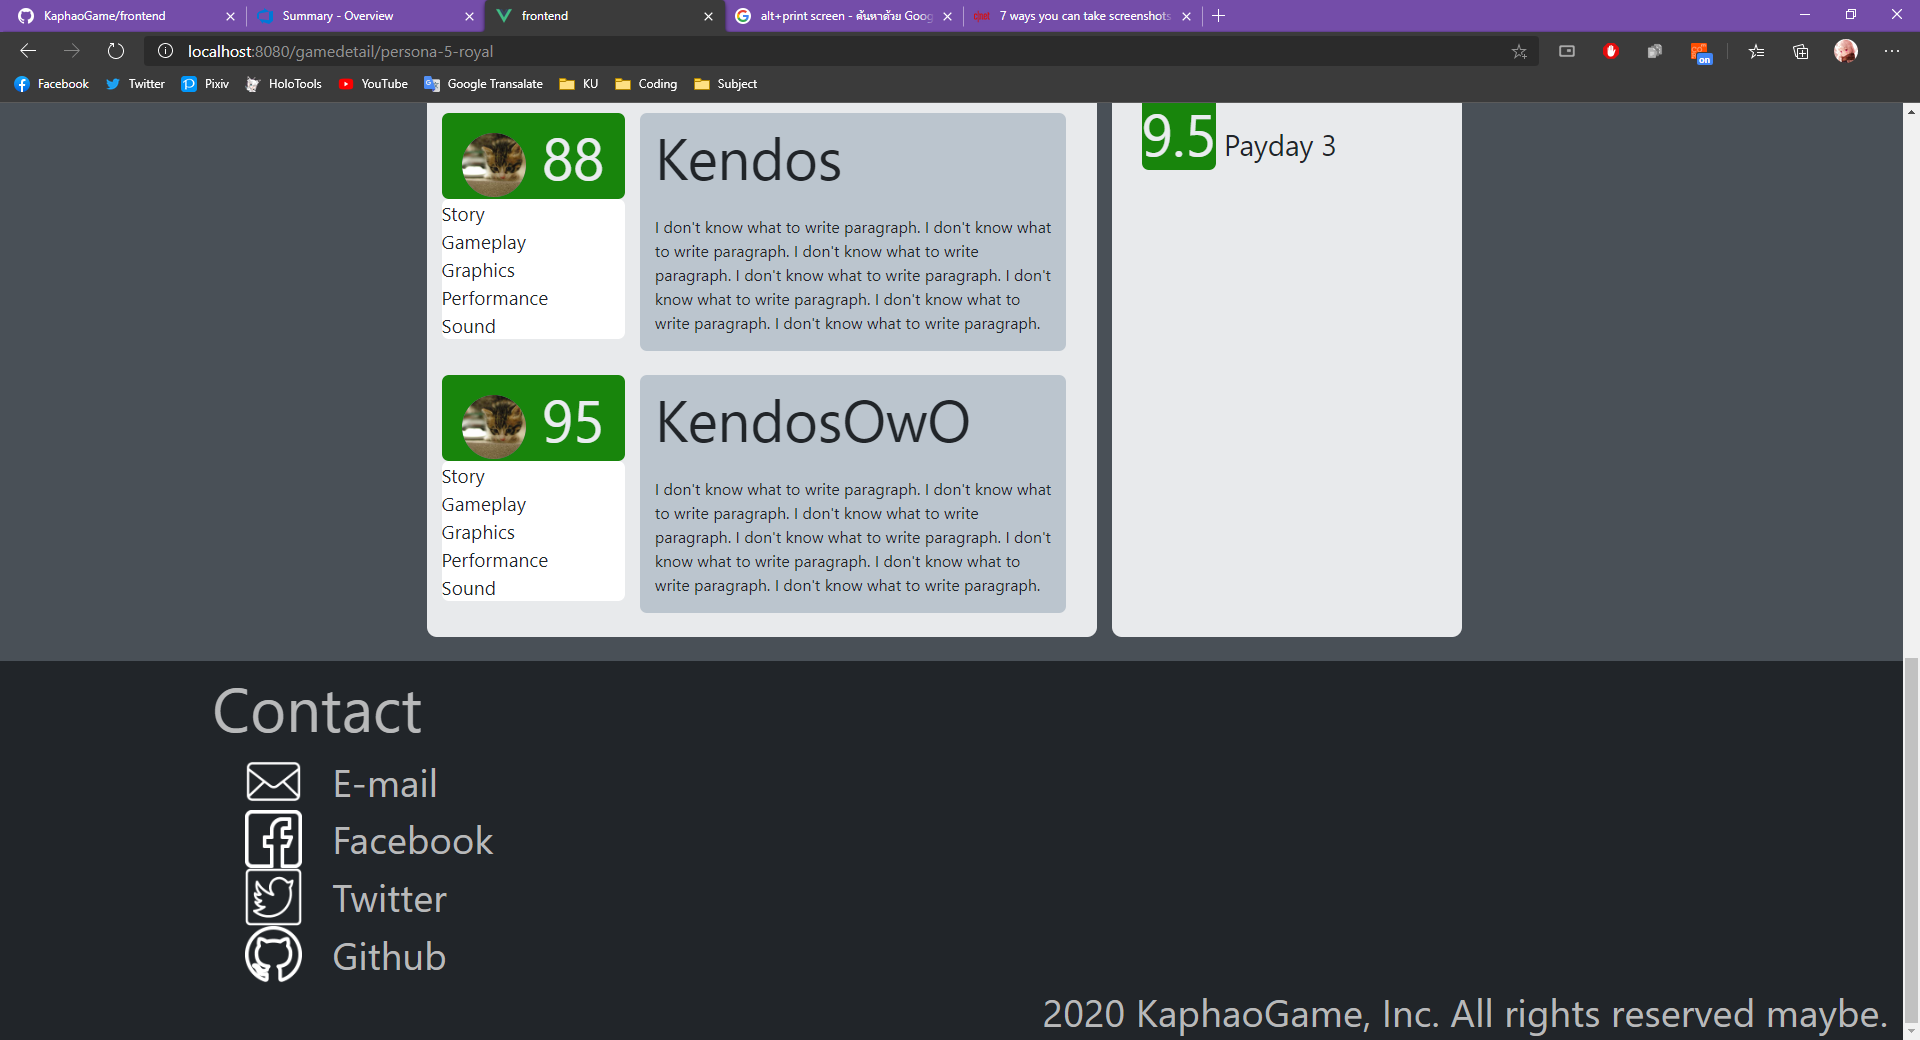 KaphaoGame/frontend
Summary - Overview
frontend
alt+print screen - ค้นหาด้วย Goog
7 ways you can take screenshots
localhost:8080/gamedetail/persona-5-royal
on
Facebook
Twitter
Pixiv
HoloTools
YouTube
Google Transalate
KU
Coding
Subject
88
Story
Gameplay
Graphics
Performance
Sound
Kendos
I don't know what to write paragraph. I don't know what
to write paragraph. I don't know what to write
paragraph. I don't know what to write paragraph. I don't
know what to write paragraph. I don't know what to
write paragraph. I don't know what to write paragraph.
95
Story
Gameplay
Graphics
Performance
Sound
KendosOwO
I don't know what to write paragraph. I don't know what
to write paragraph. I don't know what to write
paragraph. I don't know what to write paragraph. I don't
know what to write paragraph. I don't know what to
write paragraph. I don't know what to write paragraph.
9.5 Payday 3
Contact
E-mail
Facebook
Twitter
Github
2020 KaphaoGame, Inc. All rights reserved maybe.